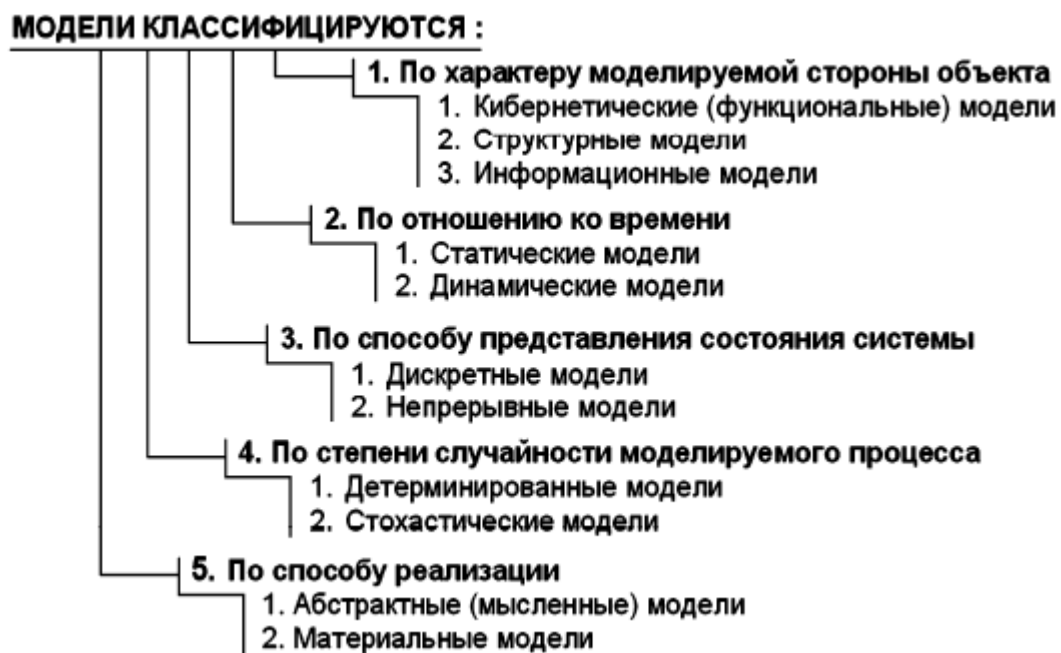 МОДЕЛИ КЛАССИФИЦИРУЮТСЯ :
1. По характеру моделируемой стороны объекта
1. Кибернетические (функциональные) модели
2. Структурные модели
3. Информационные модели
2. По отношению ко времени
1. Статические модели
2. Динамические модели
3. По способу представления состояния системы
1. Дискретные модели
2. Непрерывные модели
4. По степени случайности моделируемого процесса
1. Детерминированные модели
2. Стохастические модели
5. По способу реализации
1. Абстрактные (мысленные) модели
2. Материальные модели